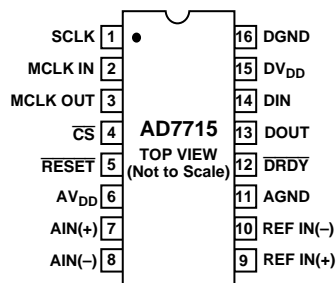 SCLK 1 16 DGND
MCLK IN 2 15 DVDD
MCLK OUT 3 14 DIN
CS 4 AD7715 13 DOUT
RESET 5 TOP VIEW 12 DRDY
(Not to Scale)
AVDD 6 11 AGND
AIN(+) 7 10 REF IN(–)
AIN(–) 8 9 REF IN(+)